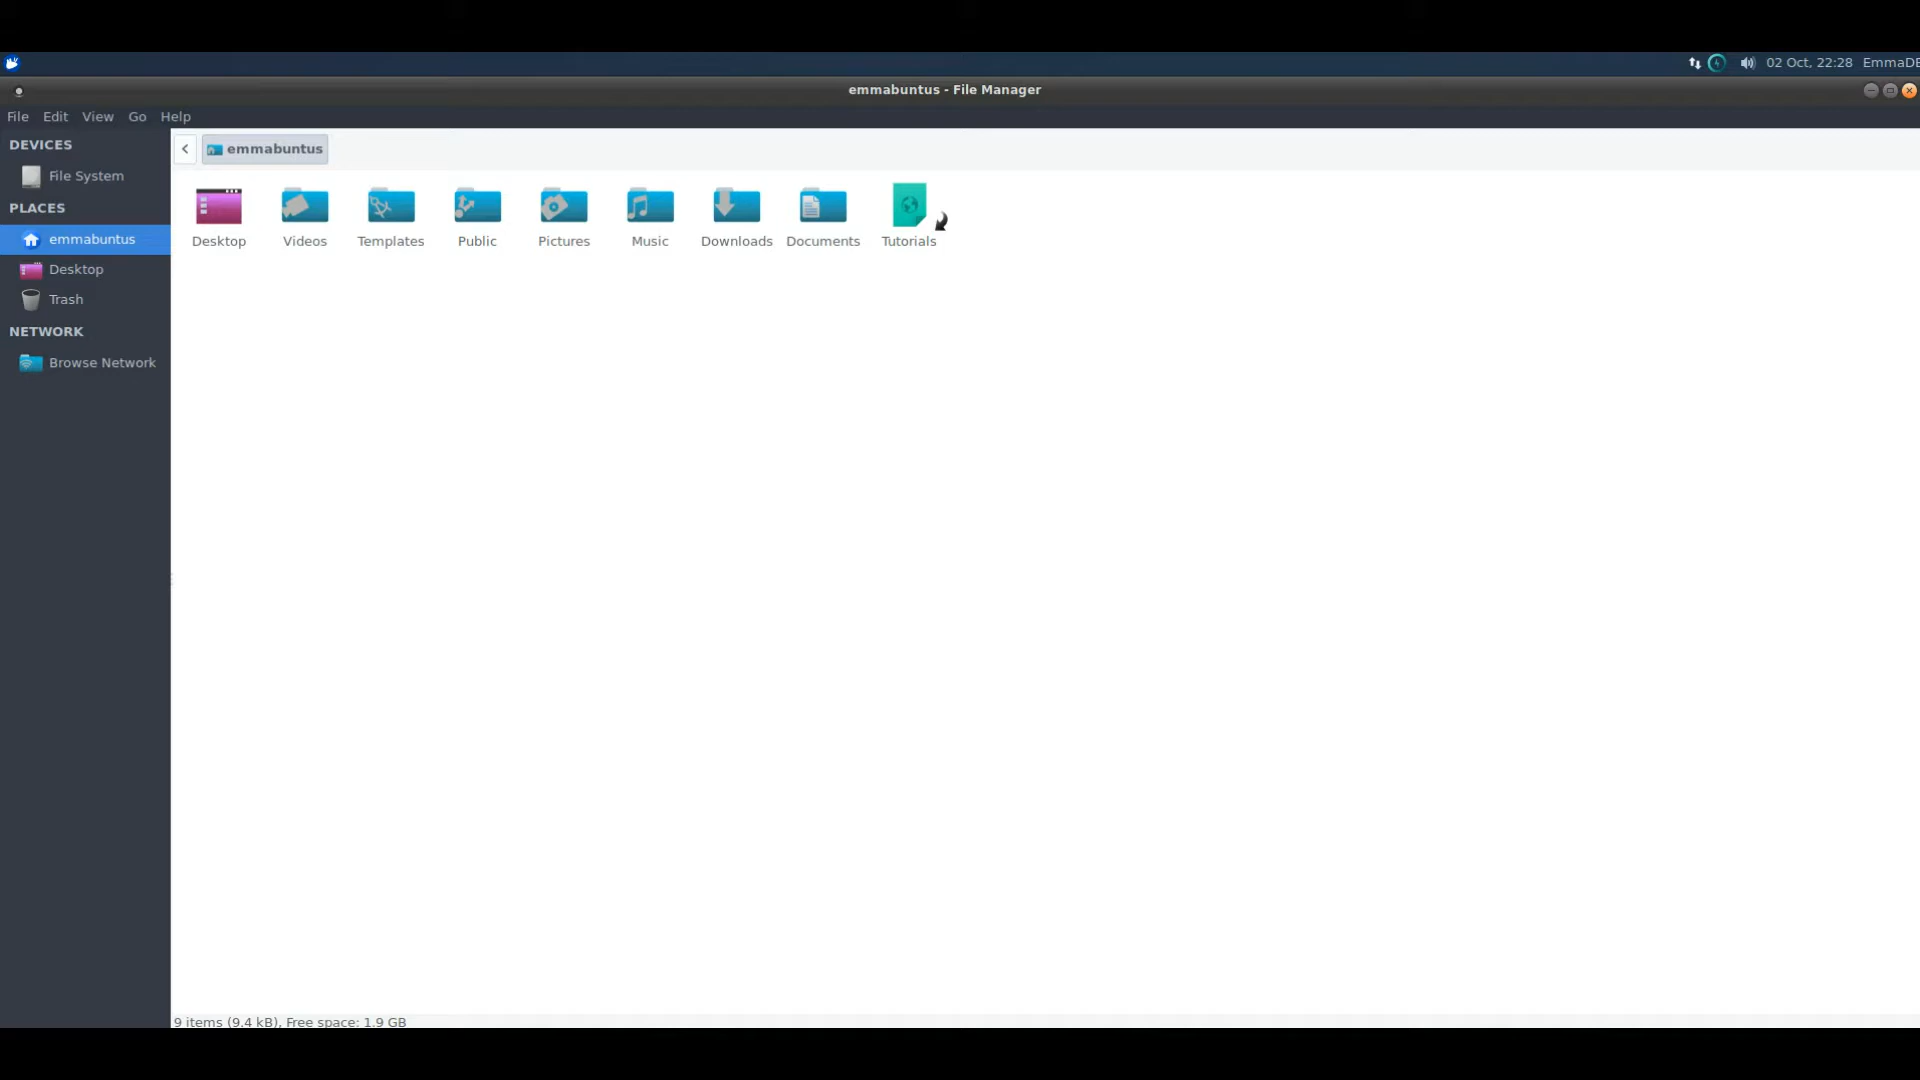 02 Oct, 22:28 EmmaDE
emmabuntus - File Manager
File Edit View Go Help
DEVICES
File System
PLACES
emmabuntus
Desktop
Trash
NETWORK
Browse Network
emmabuntus
Desktop Videos Templates Public Pictures Music Downloads Documents Tutorials
9 items (9.4 kB), Free space: 1.9 GB